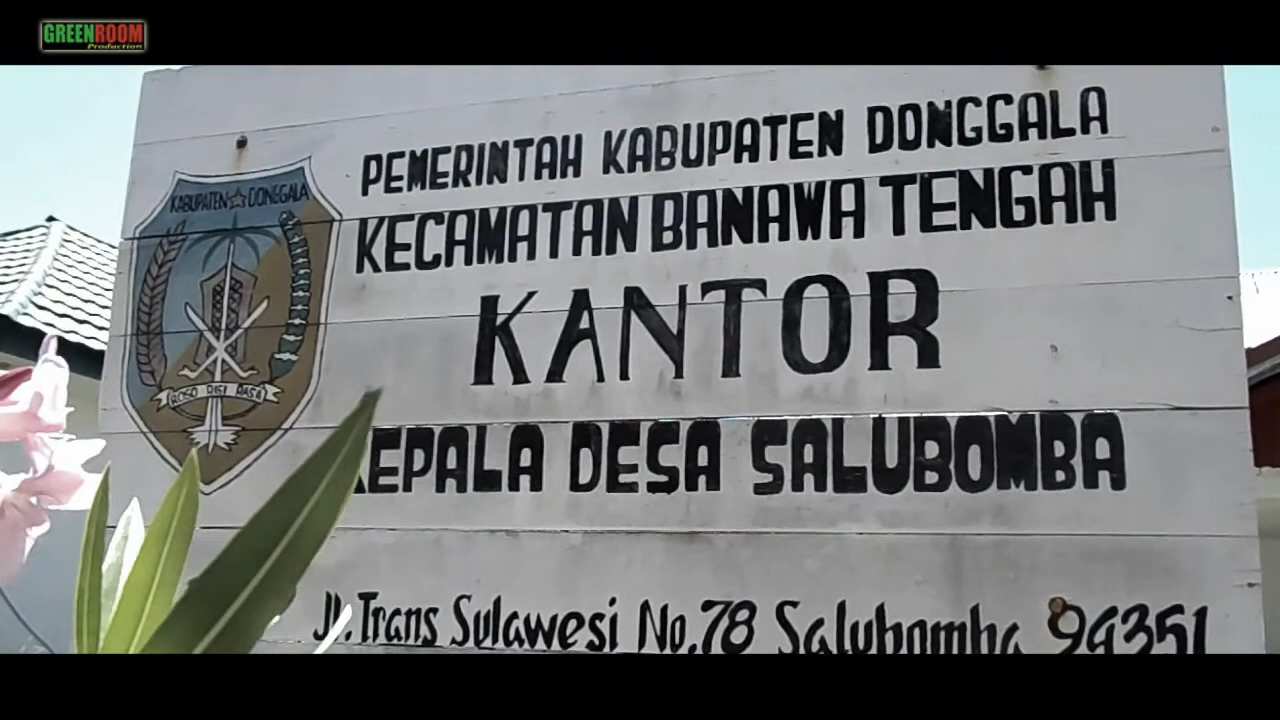 GREENROOM
Production
PEMERINTAH KABUPATEN DONGGALA
KECAMATAN BANAWA TENGAH
KANTOR
KEPALA DESA SALUBOMBA
Jl. Trans Sulawesi No.78 Salubomba 94351
KABUPATEN DONGGALA
ROSO RISI RASA